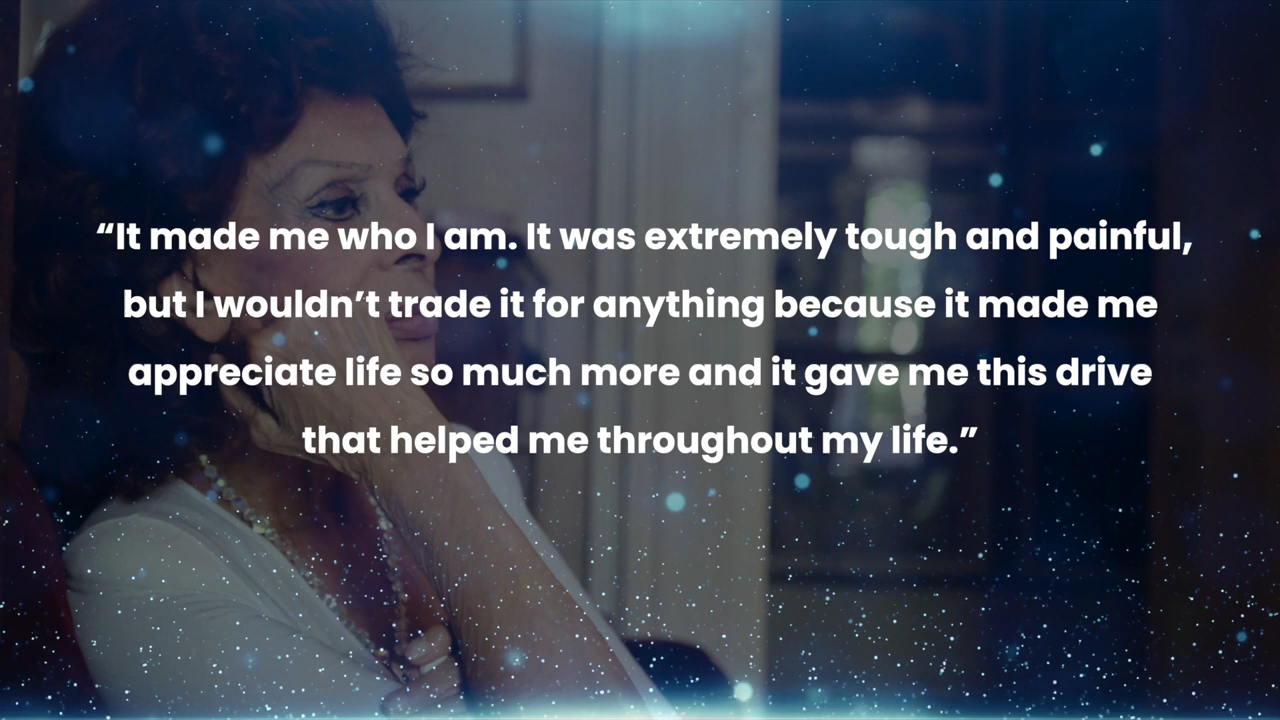 “It made me who I am. It was extremely tough and painful,
but I wouldn’t trade it for anything because it made me
appreciate life so much more and it gave me this drive
that helped me throughout my life.”